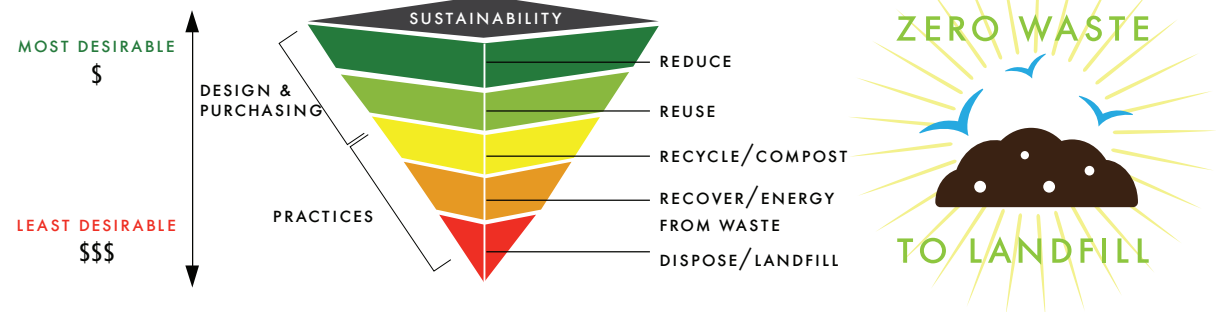 SUSTAINABILITY
MOST DESIRABLE
$
DESIGN &
PURCHASING
PRACTICES
LEAST DESIRABLE
$$$
REDUCE
REUSE
RECYCLE/COMPOST
RECOVER/ENERGY
FROM WASTE
DISPOSE/LANDFILL
ZERO WASTE
TO LANDFILL